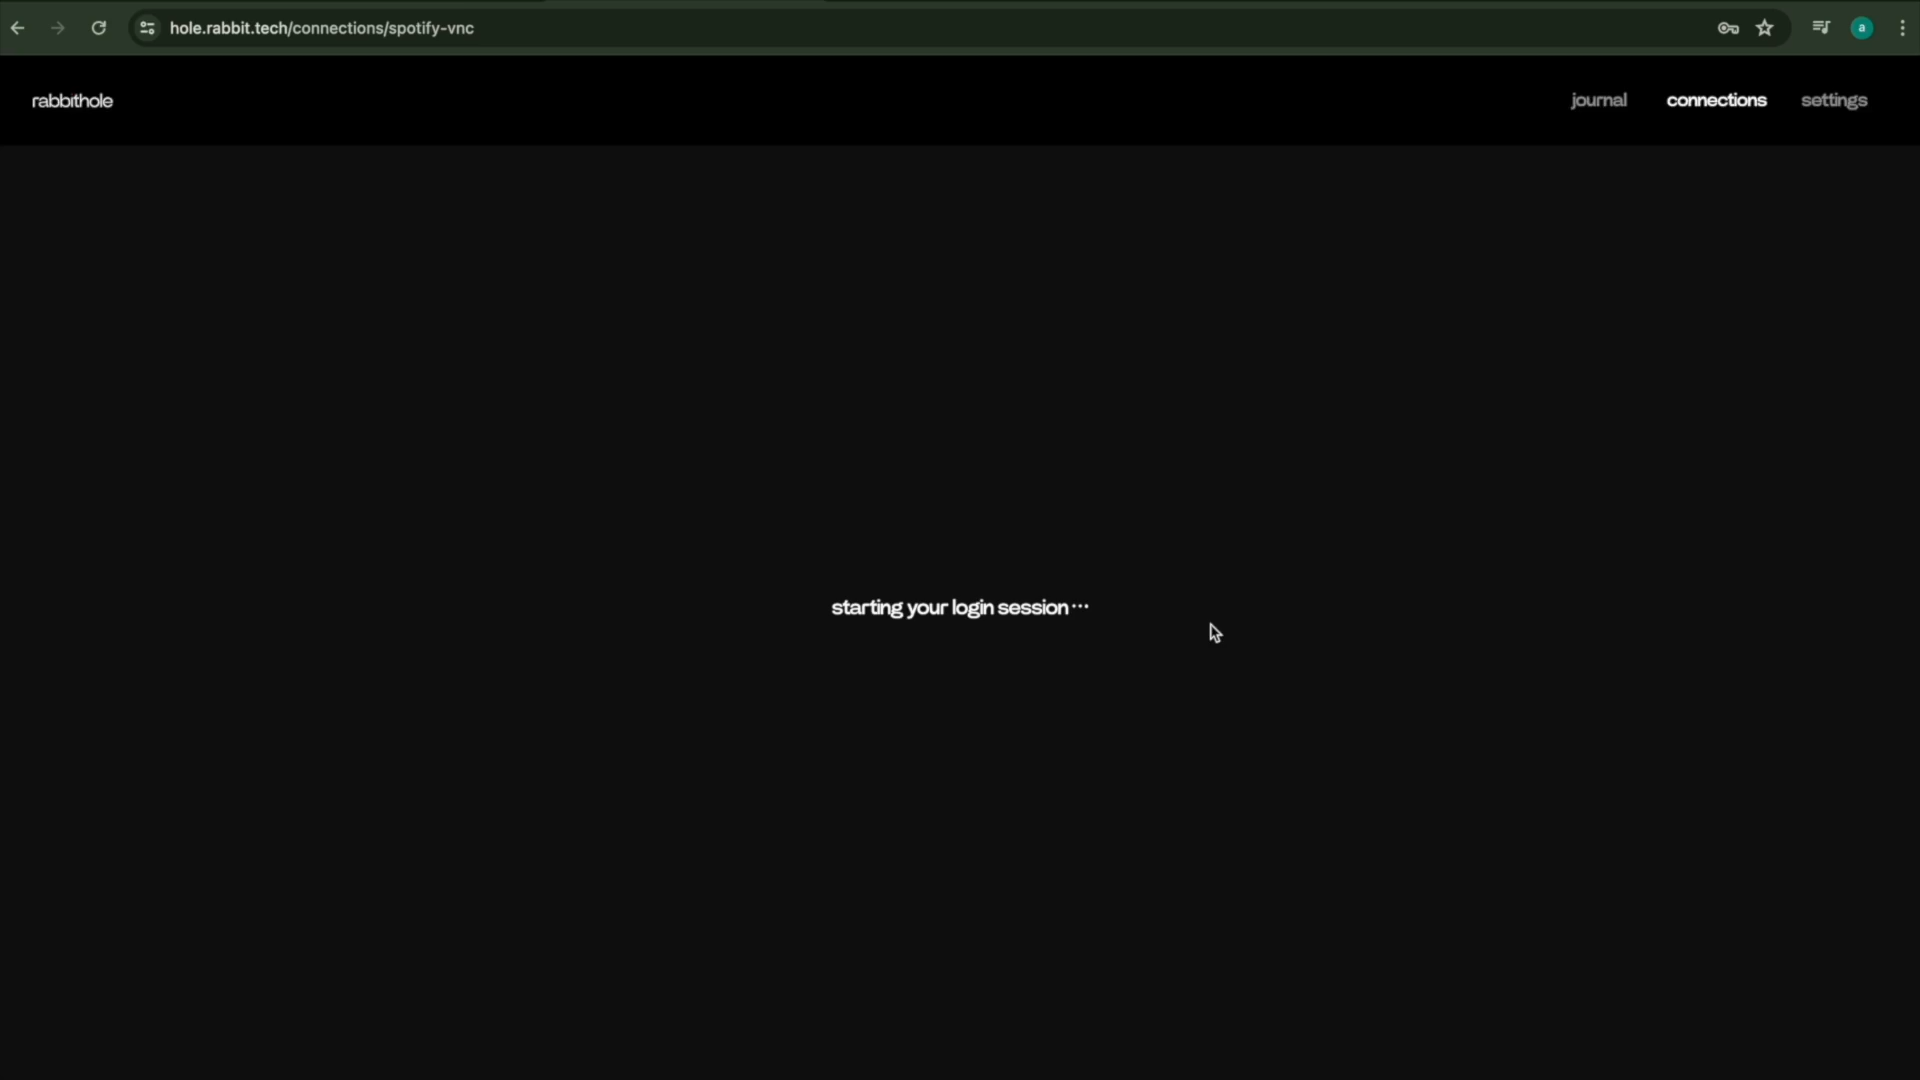 hole.rabbit.tech/connections/spotify-vnc
a
rabbithole
journal
connections
settings
starting your login session ···